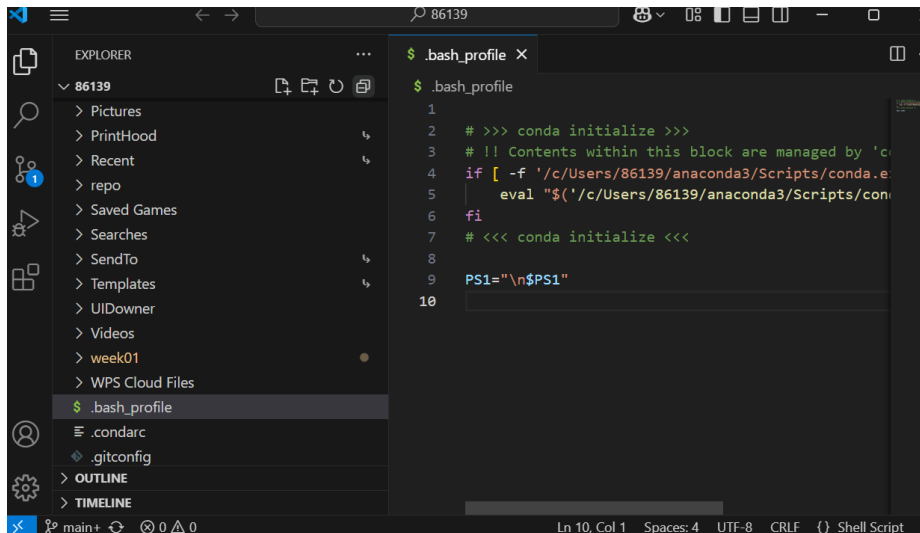 86139
EXPLORER
86139
Pictures
PrintHood
Recent
repo
Saved Games
Searches
SendTo
Templates
UIDowner
Videos
week01
WPS Cloud Files
.bash_profile
.condarc
.gitconfig
OUTLINE
TIMELINE
$ .bash_profile
$ .bash_profile
1
2 # >>> conda initialize >>>
3 # !! Contents within this block are managed by 'c
4 if [ -f '/c/Users/86139/anaconda3/Scripts/conda.e
5 eval "$('/c/Users/86139/anaconda3/Scripts/con
6 fi
7 # <<< conda initialize <<<
8
9 PS1="\n$PS1"
10
1
main+ 0 0 Ln 10, Col 1 Spaces: 4 UTF-8 CRLF {} Shell Script